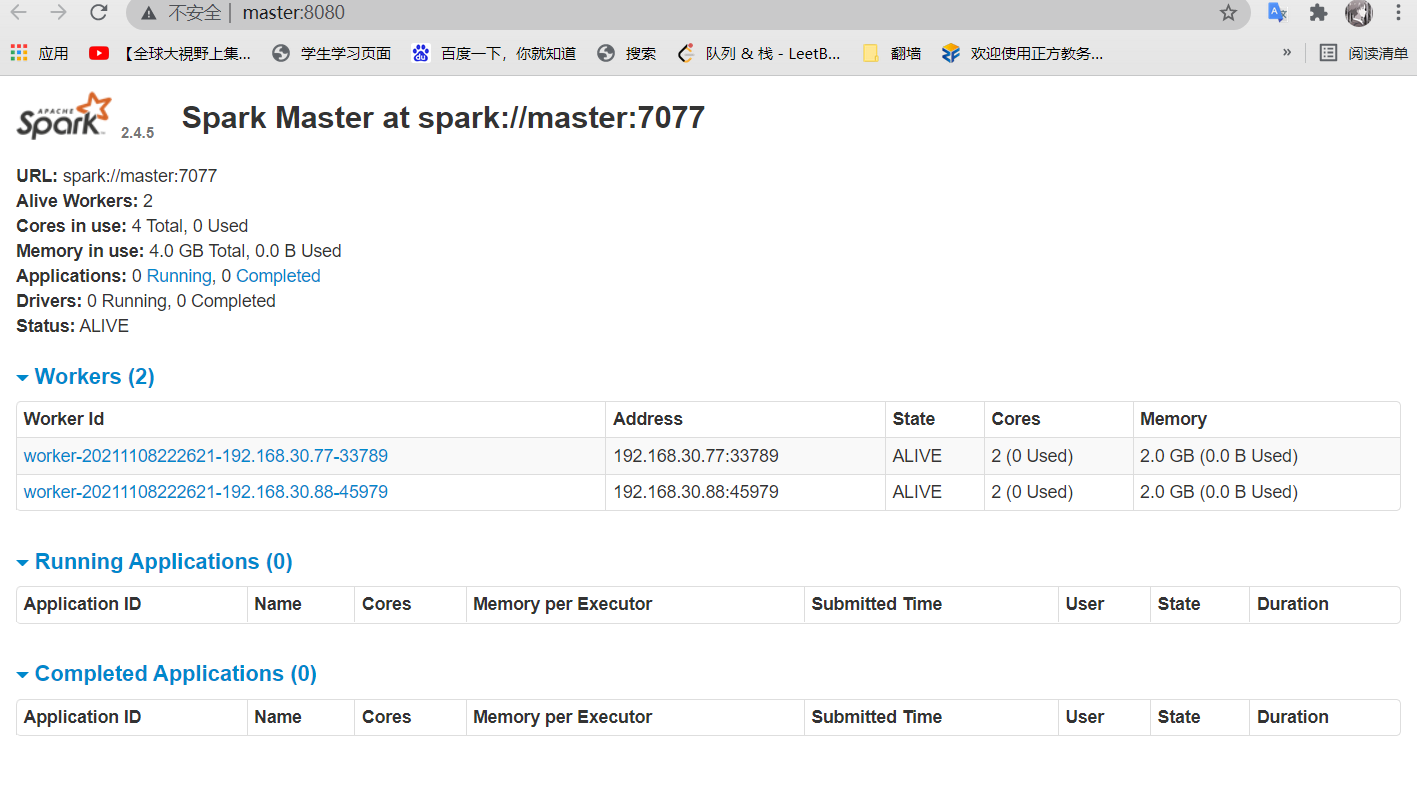 不安全 master:8080
应用 【全球大視野上集... 学生学习页面 百度一下，你就知道 搜索 队列 & 栈 - LeetB... 翻墙 欢迎使用正方教务... » 阅读清单
APACHE Spark 2.4.5 Spark Master at spark://master:7077
URL: spark://master:7077
Alive Workers: 2
Cores in use: 4 Total, 0 Used
Memory in use: 4.0 GB Total, 0.0 B Used
Applications: 0 Running, 0 Completed
Drivers: 0 Running, 0 Completed
Status: ALIVE
Workers (2)
Worker Id Address State Cores Memory
worker-20211108222621-192.168.30.77-33789 192.168.30.77:33789 ALIVE 2 (0 Used) 2.0 GB (0.0 B Used)
worker-20211108222621-192.168.30.88-45979 192.168.30.88:45979 ALIVE 2 (0 Used) 2.0 GB (0.0 B Used)
Running Applications (0)
Application ID Name Cores Memory per Executor Submitted Time User State Duration
Completed Applications (0)
Application ID Name Cores Memory per Executor Submitted Time User State Duration